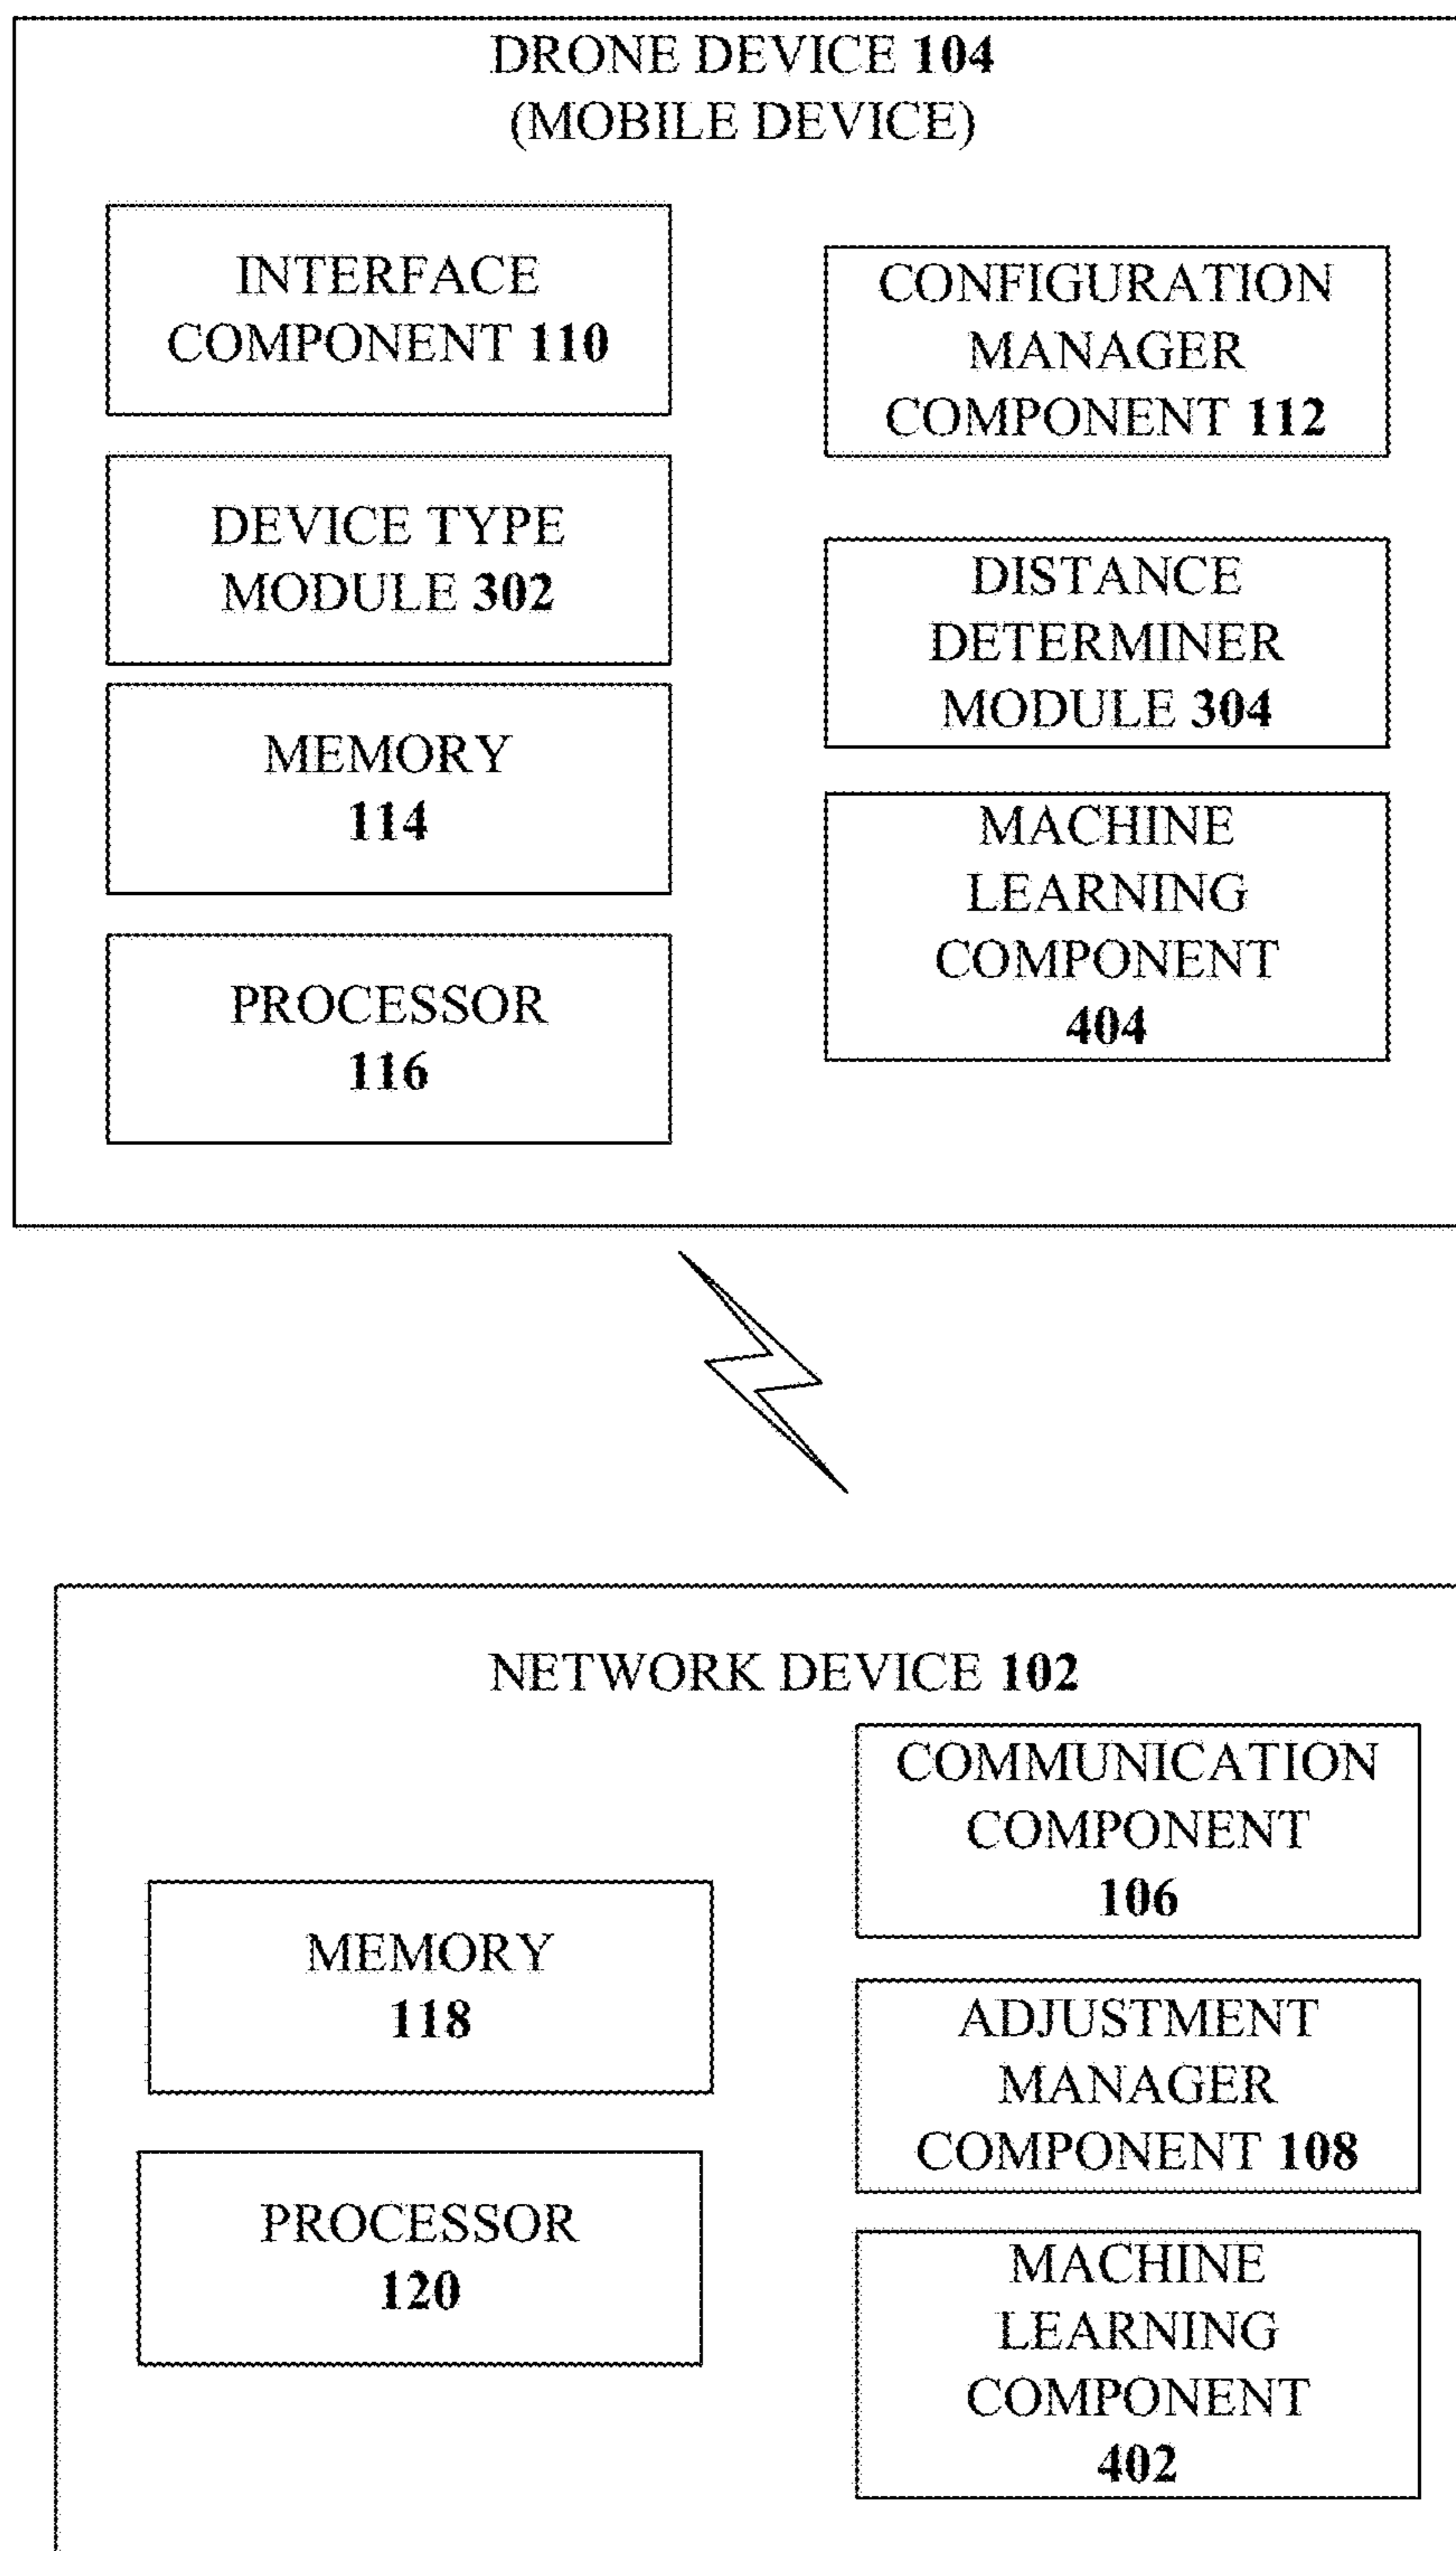 DRONE DEVICE 104
(MOBILE DEVICE)
INTERFACE
COMPONENT 110
DEVICE TYPE
MODULE 302
MEMORY
114
PROCESSOR
116
CONFIGURATION
MANAGER
COMPONENT 112
DISTANCE
DETERMINER
MODULE 304
MACHINE
LEARNING
COMPONENT
404
NETWORK DEVICE 102
MEMORY
118
PROCESSOR
120
COMMUNICATION
COMPONENT
106
ADJUSTMENT
MANAGER
COMPONENT 108
MACHINE
LEARNING
COMPONENT
402